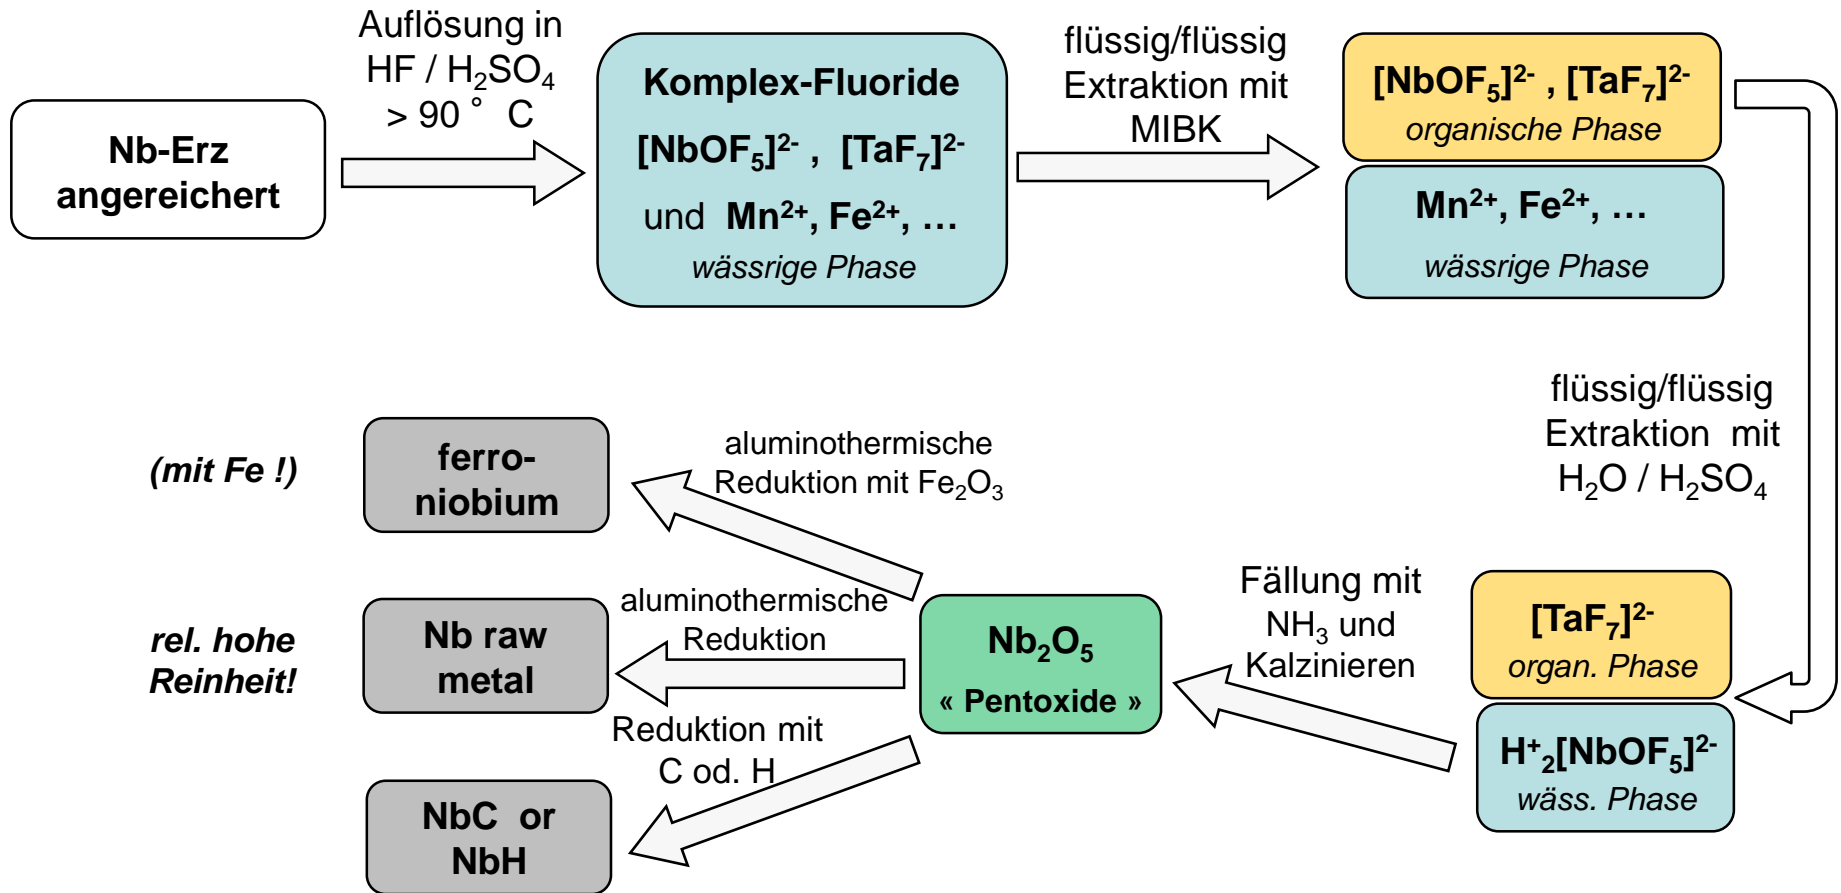 Nb-Erz
angereichert
Auflösung in
HF / H₂SO₄
> 90 ° C
Komplex-Fluoride
[NbOF₅]²⁻ , [TaF₇]²⁻
und Mn²⁺, Fe²⁺, …
wässrige Phase
flüssig/flüssig
Extraktion mit
MIBK
[NbOF₅]²⁻ , [TaF₇]²⁻
organische Phase
Mn²⁺, Fe²⁺, …
wässrige Phase
flüssig/flüssig
Extraktion mit
H₂O / H₂SO₄
[TaF₇]²⁻
organ. Phase
H⁺₂[NbOF₅]²⁻
wäss. Phase
Fällung mit
NH₃ und
Kalzinieren
Nb₂O₅
« Pentoxide »
aluminothermische
Reduktion mit Fe₂O₃
ferro-
niobium
(mit Fe !)
aluminothermische
Reduktion
Nb raw
metal
rel. hohe
Reinheit!
Reduktion mit
C od. H
NbC or
NbH